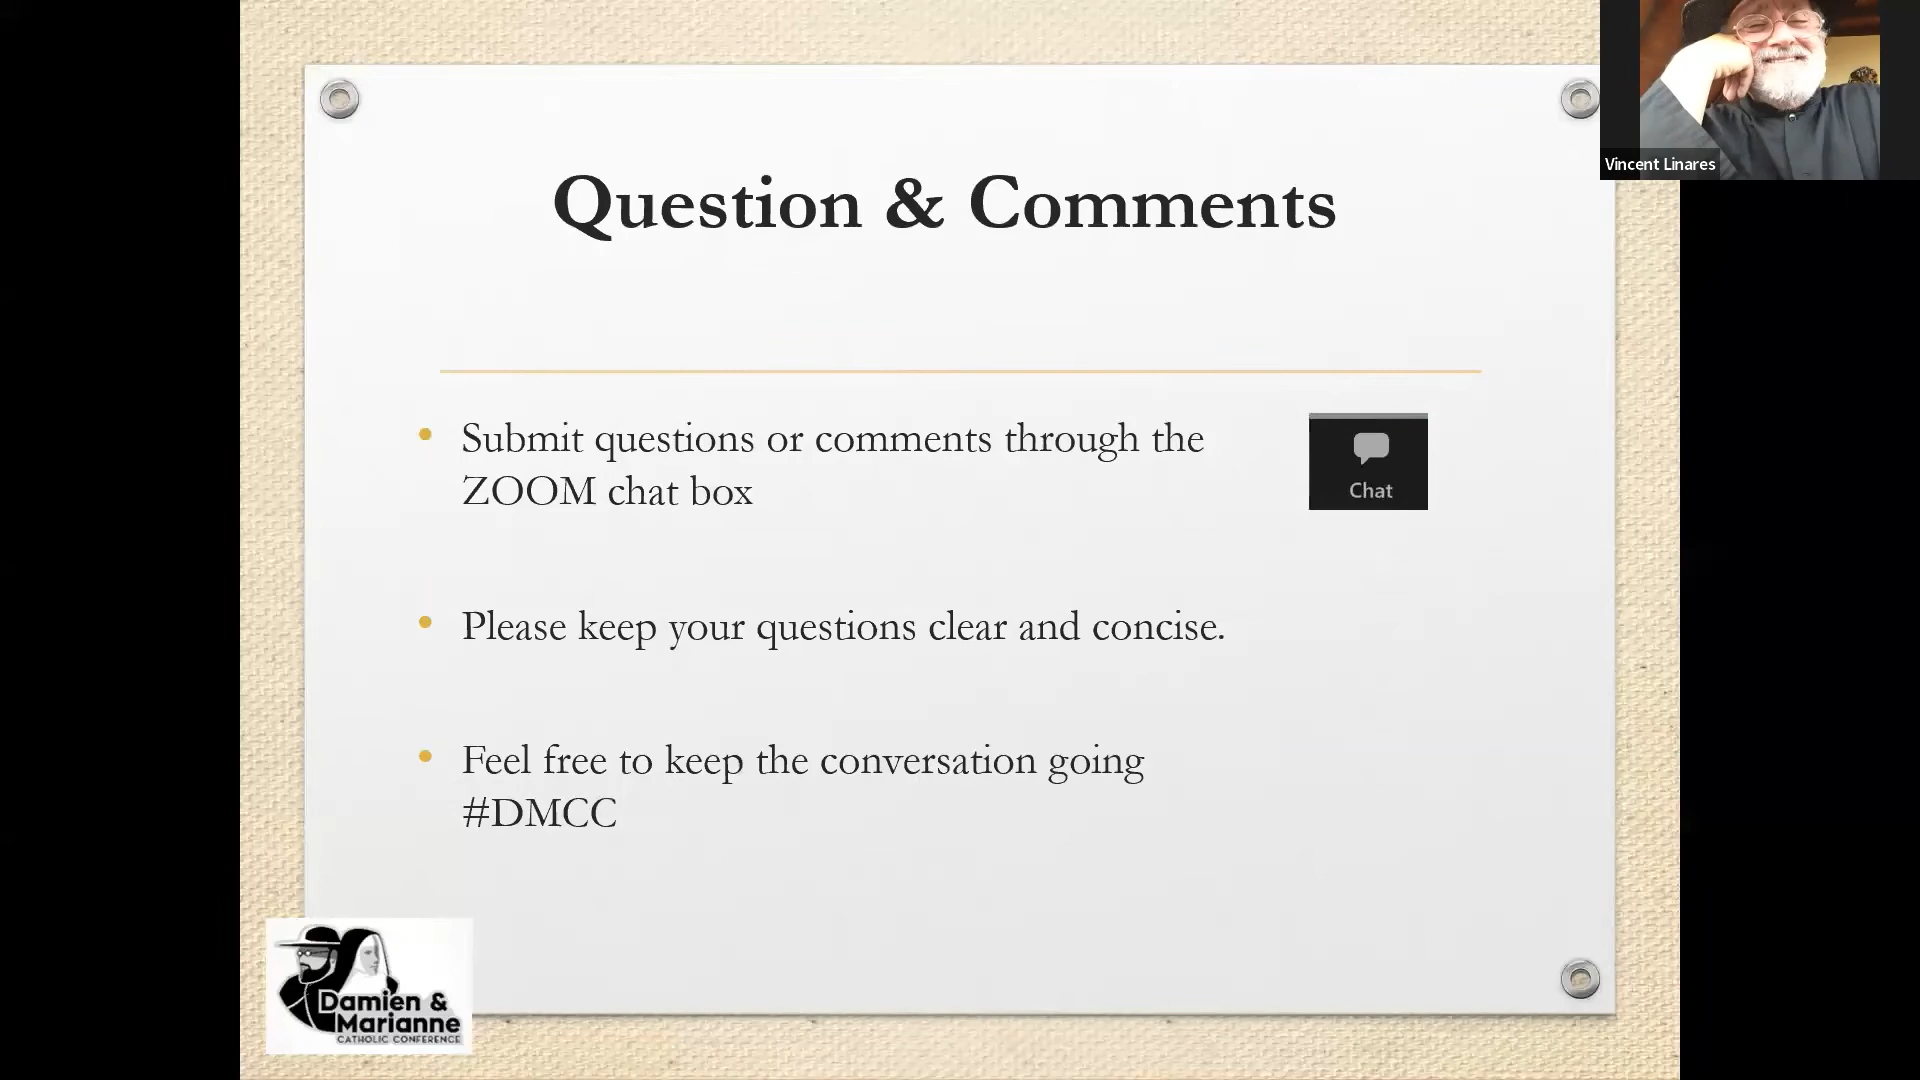 Vincent Linares
Question & Comments
• Submit questions or comments through the
ZOOM chat box
Chat
• Please keep your questions clear and concise.
• Feel free to keep the conversation going
#DMCC
Damien &
Marianne
CATHOLIC CONFERENCE